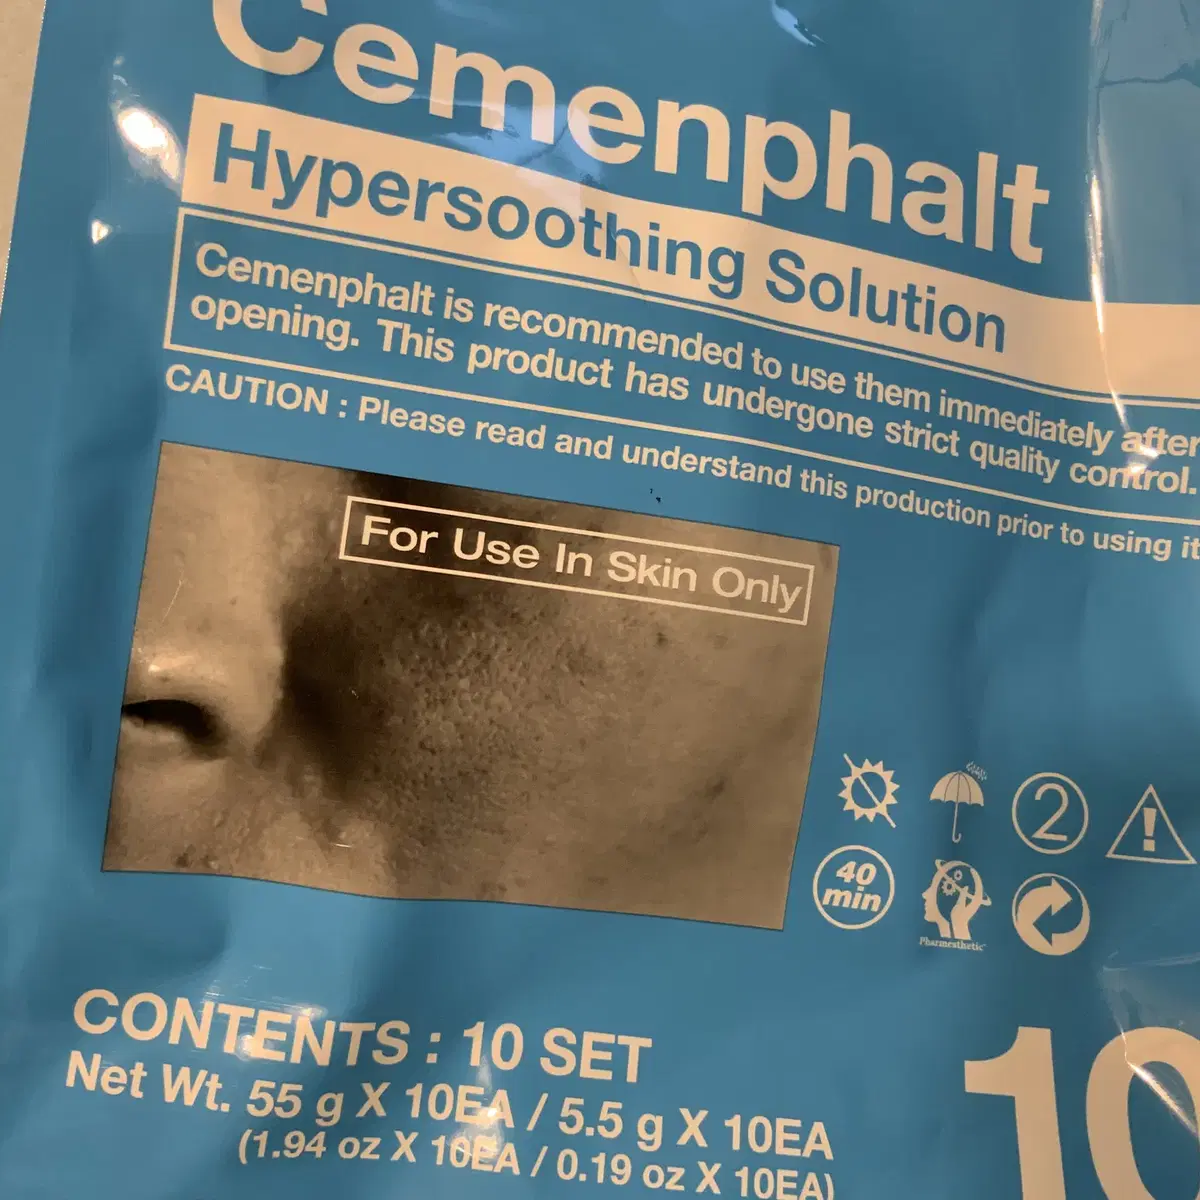 Cemenphalt
Hypersoothing Solution
Cemenphalt is recommended to use them immediately after
opening. This product has undergone strict quality control.
CAUTION : Please read and understand this production prior to using it
For Use In Skin Only
2
40
min
Pharmesthetic
CONTENTS : 10 SET
Net Wt. 55 g X 10EA / 5.5 g X 10EA
(1.94 oz X 10EA / 0.19 oz X 10EA)
10